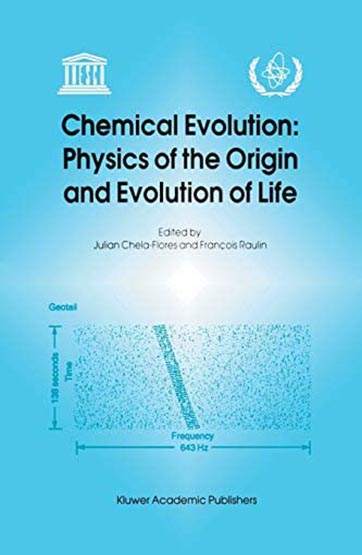 Chemical Evolution:
Physics of the Origin
and Evolution of Life
Edited by
Julian Chela-Flores and François Raulin
Geotail
138 seconds
Time
Frequency
643 Hz
Kluwer Academic Publishers